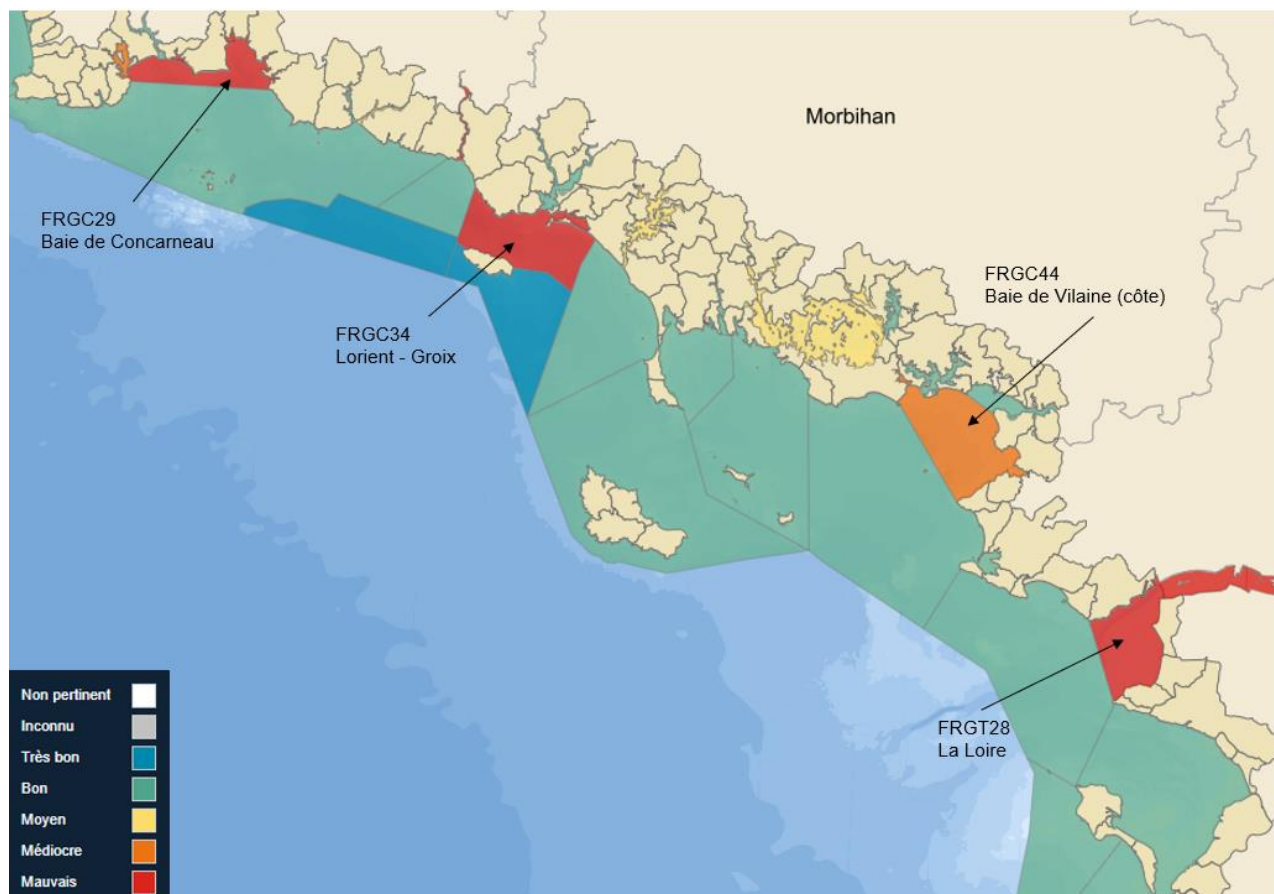 Morbihan
FRGC29
Baie de Concarneau
FRGC44
Baie de Vilaine (côte)
FRGC34
Lorient - Groix
FRGT28
La Loire
Non pertinent
Inconnu
Très bon
Bon
Moyen
Médiocre
Mauvais